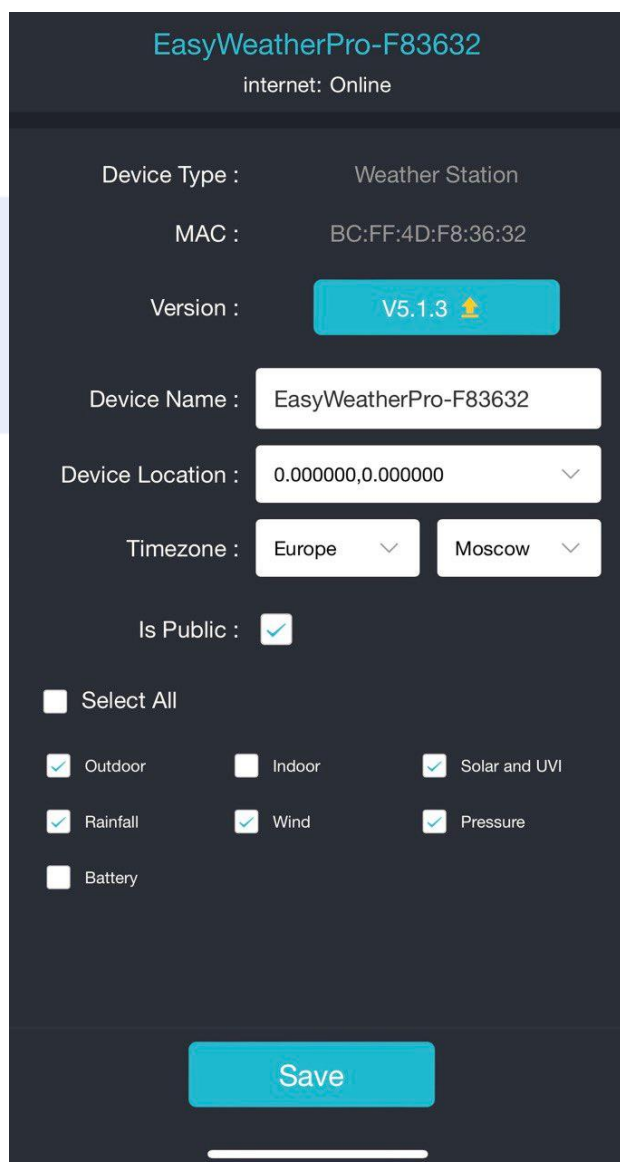 EasyWeatherPro-F83632
internet: Online
Device Type : Weather Station
MAC : BC:FF:4D:F8:36:32
Version : V5.1.3
Device Name : EasyWeatherPro-F83632
Device Location : 0.000000,0.000000
Timezone : Europe Moscow
Is Public :
Select All
Outdoor Indoor Solar and UVI
Rainfall Wind Pressure
Battery
Save